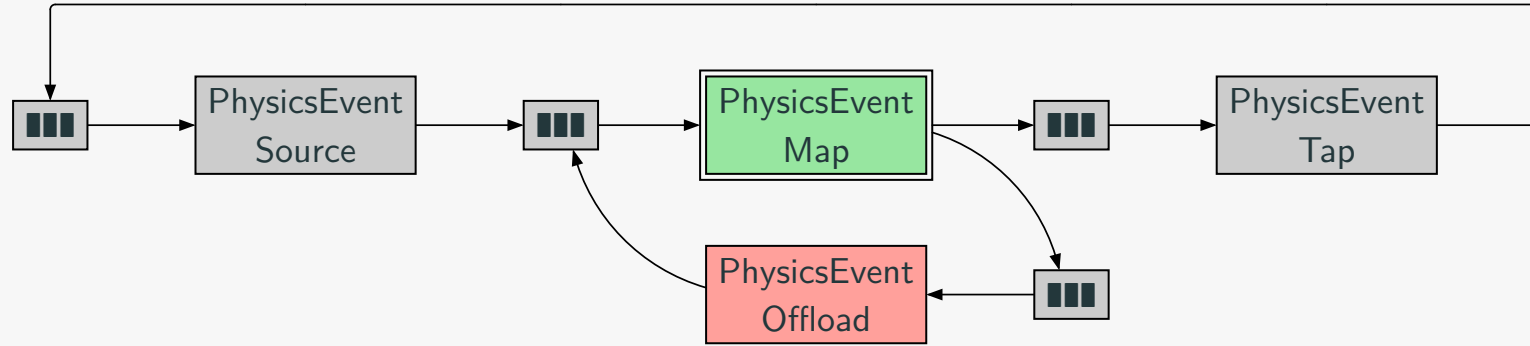 PhysicsEvent
Source
PhysicsEvent
Map
PhysicsEvent
Tap
PhysicsEvent
Offload